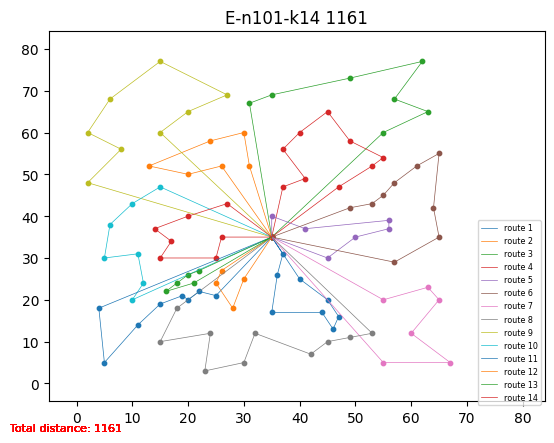 E-n101-k14 1161
80
70
60
50
40
30
20
10
0
route 1
route 2
route 3
route 4
route 5
route 6
route 7
route 8
route 9
route 10
route 11
route 12
route 13
route 14
0 10 20 30 40 50 60 70 80
Total distance: 1161